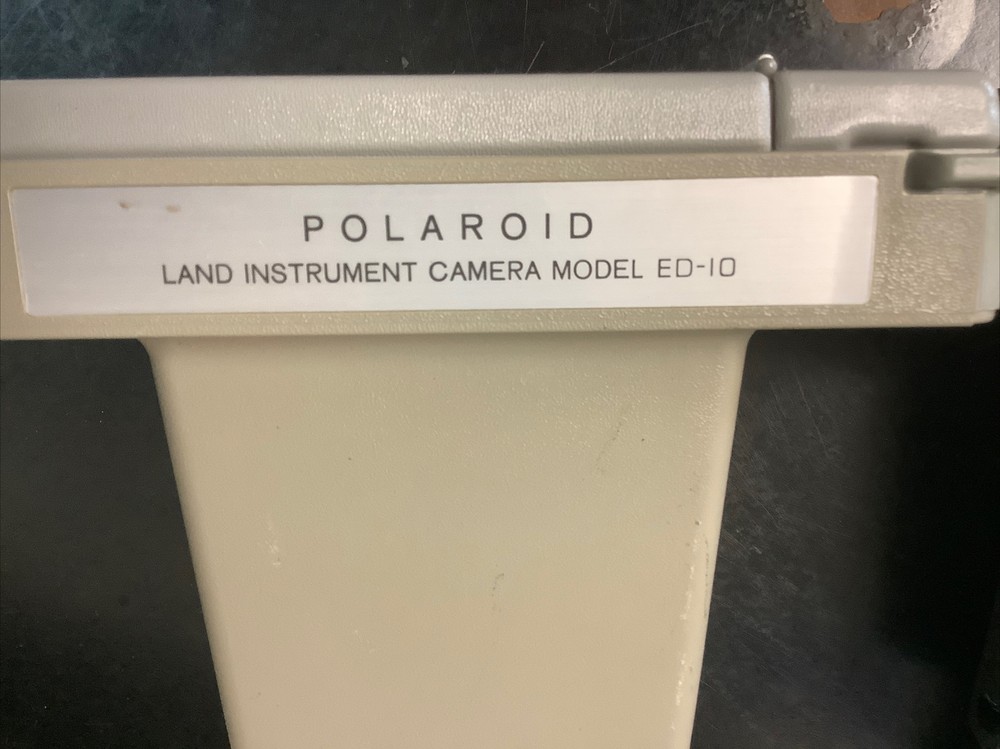 POLAROID
LAND INSTRUMENT CAMERA MODEL ED-10